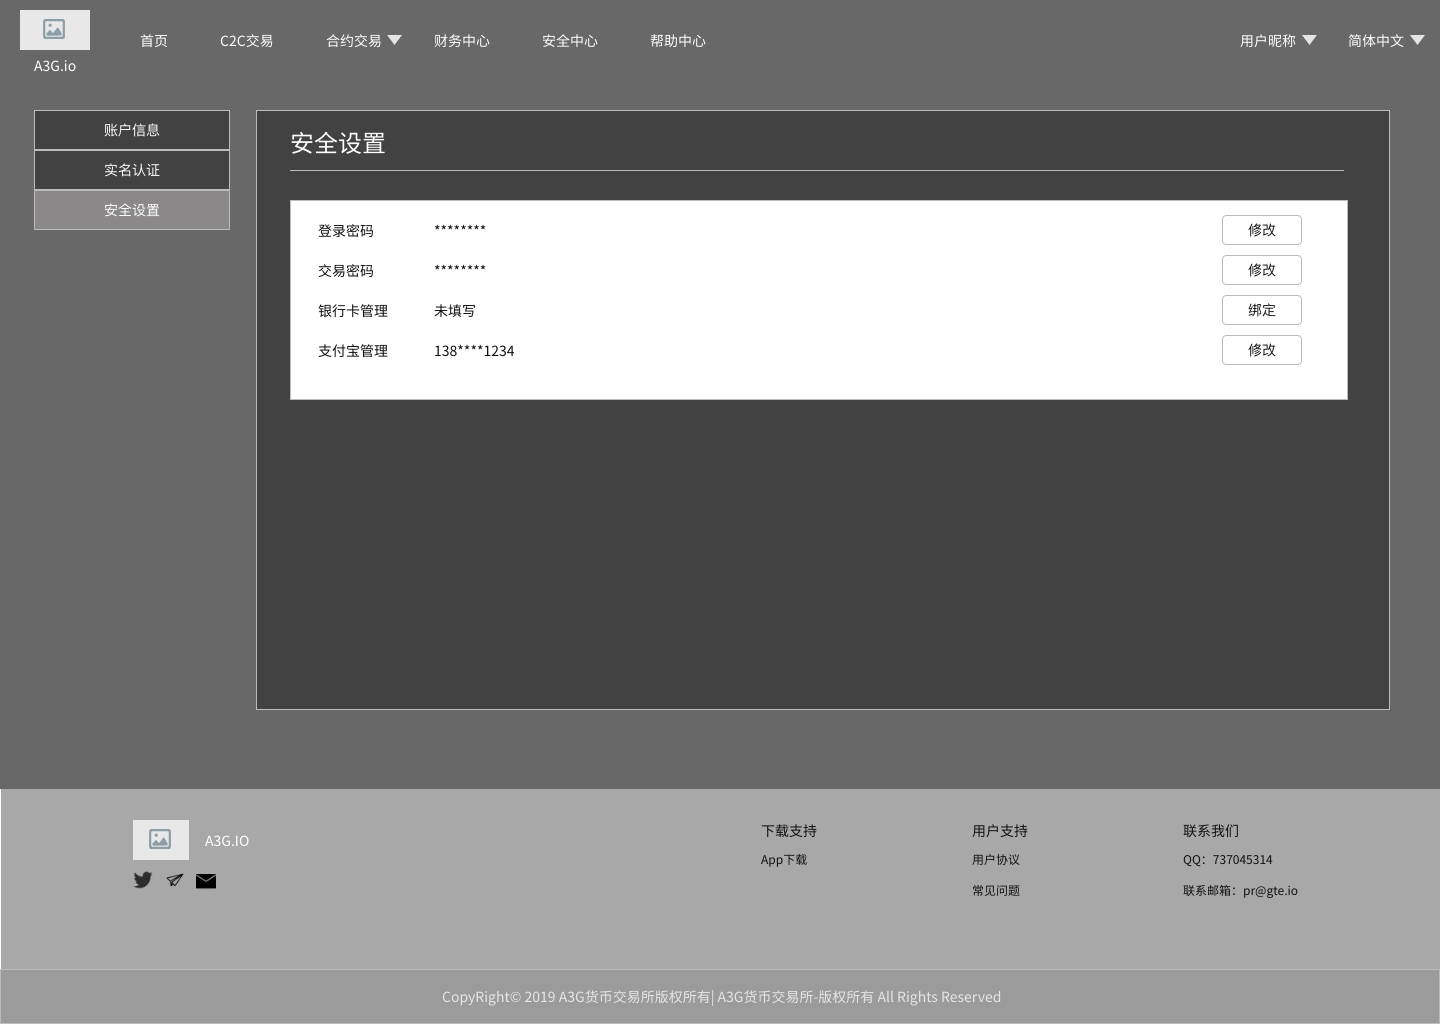 首页 C2C交易 合约交易 财务中心 安全中心 帮助中心 用户昵称 简体中文
A3G.io
账户信息
实名认证
安全设置
安全设置
登录密码 ******** 修改
交易密码 ******** 修改
银行卡管理 未填写 绑定
支付宝管理 138****1234 修改
A3G.IO
下载支持
App下载
用户支持
用户协议
常见问题
联系我们
QQ：737045314
联系邮箱：pr@gte.io
CopyRight© 2019 A3G货币交易所版权所有| A3G货币交易所-版权所有 All Rights Reserved